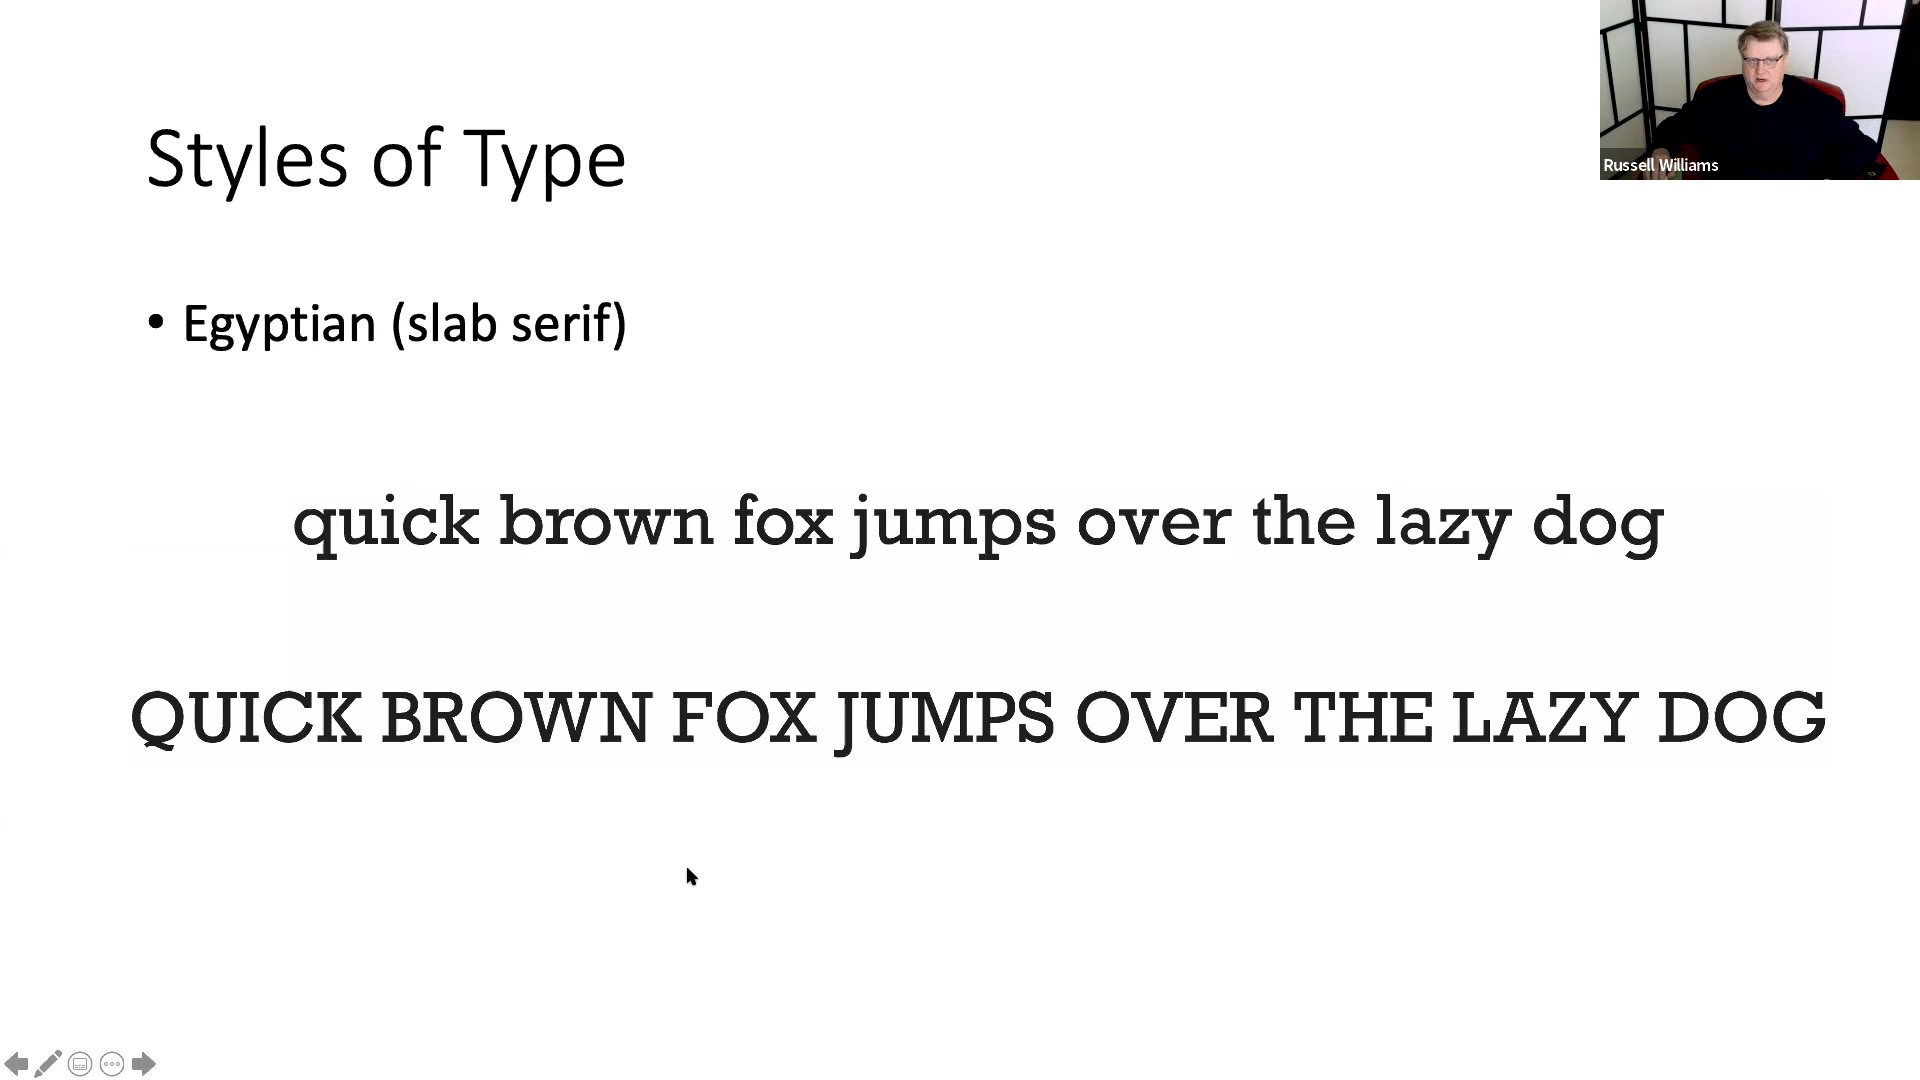 Styles of Type
• Egyptian (slab serif)
quick brown fox jumps over the lazy dog
QUICK BROWN FOX JUMPS OVER THE LAZY DOG
Russell Williams